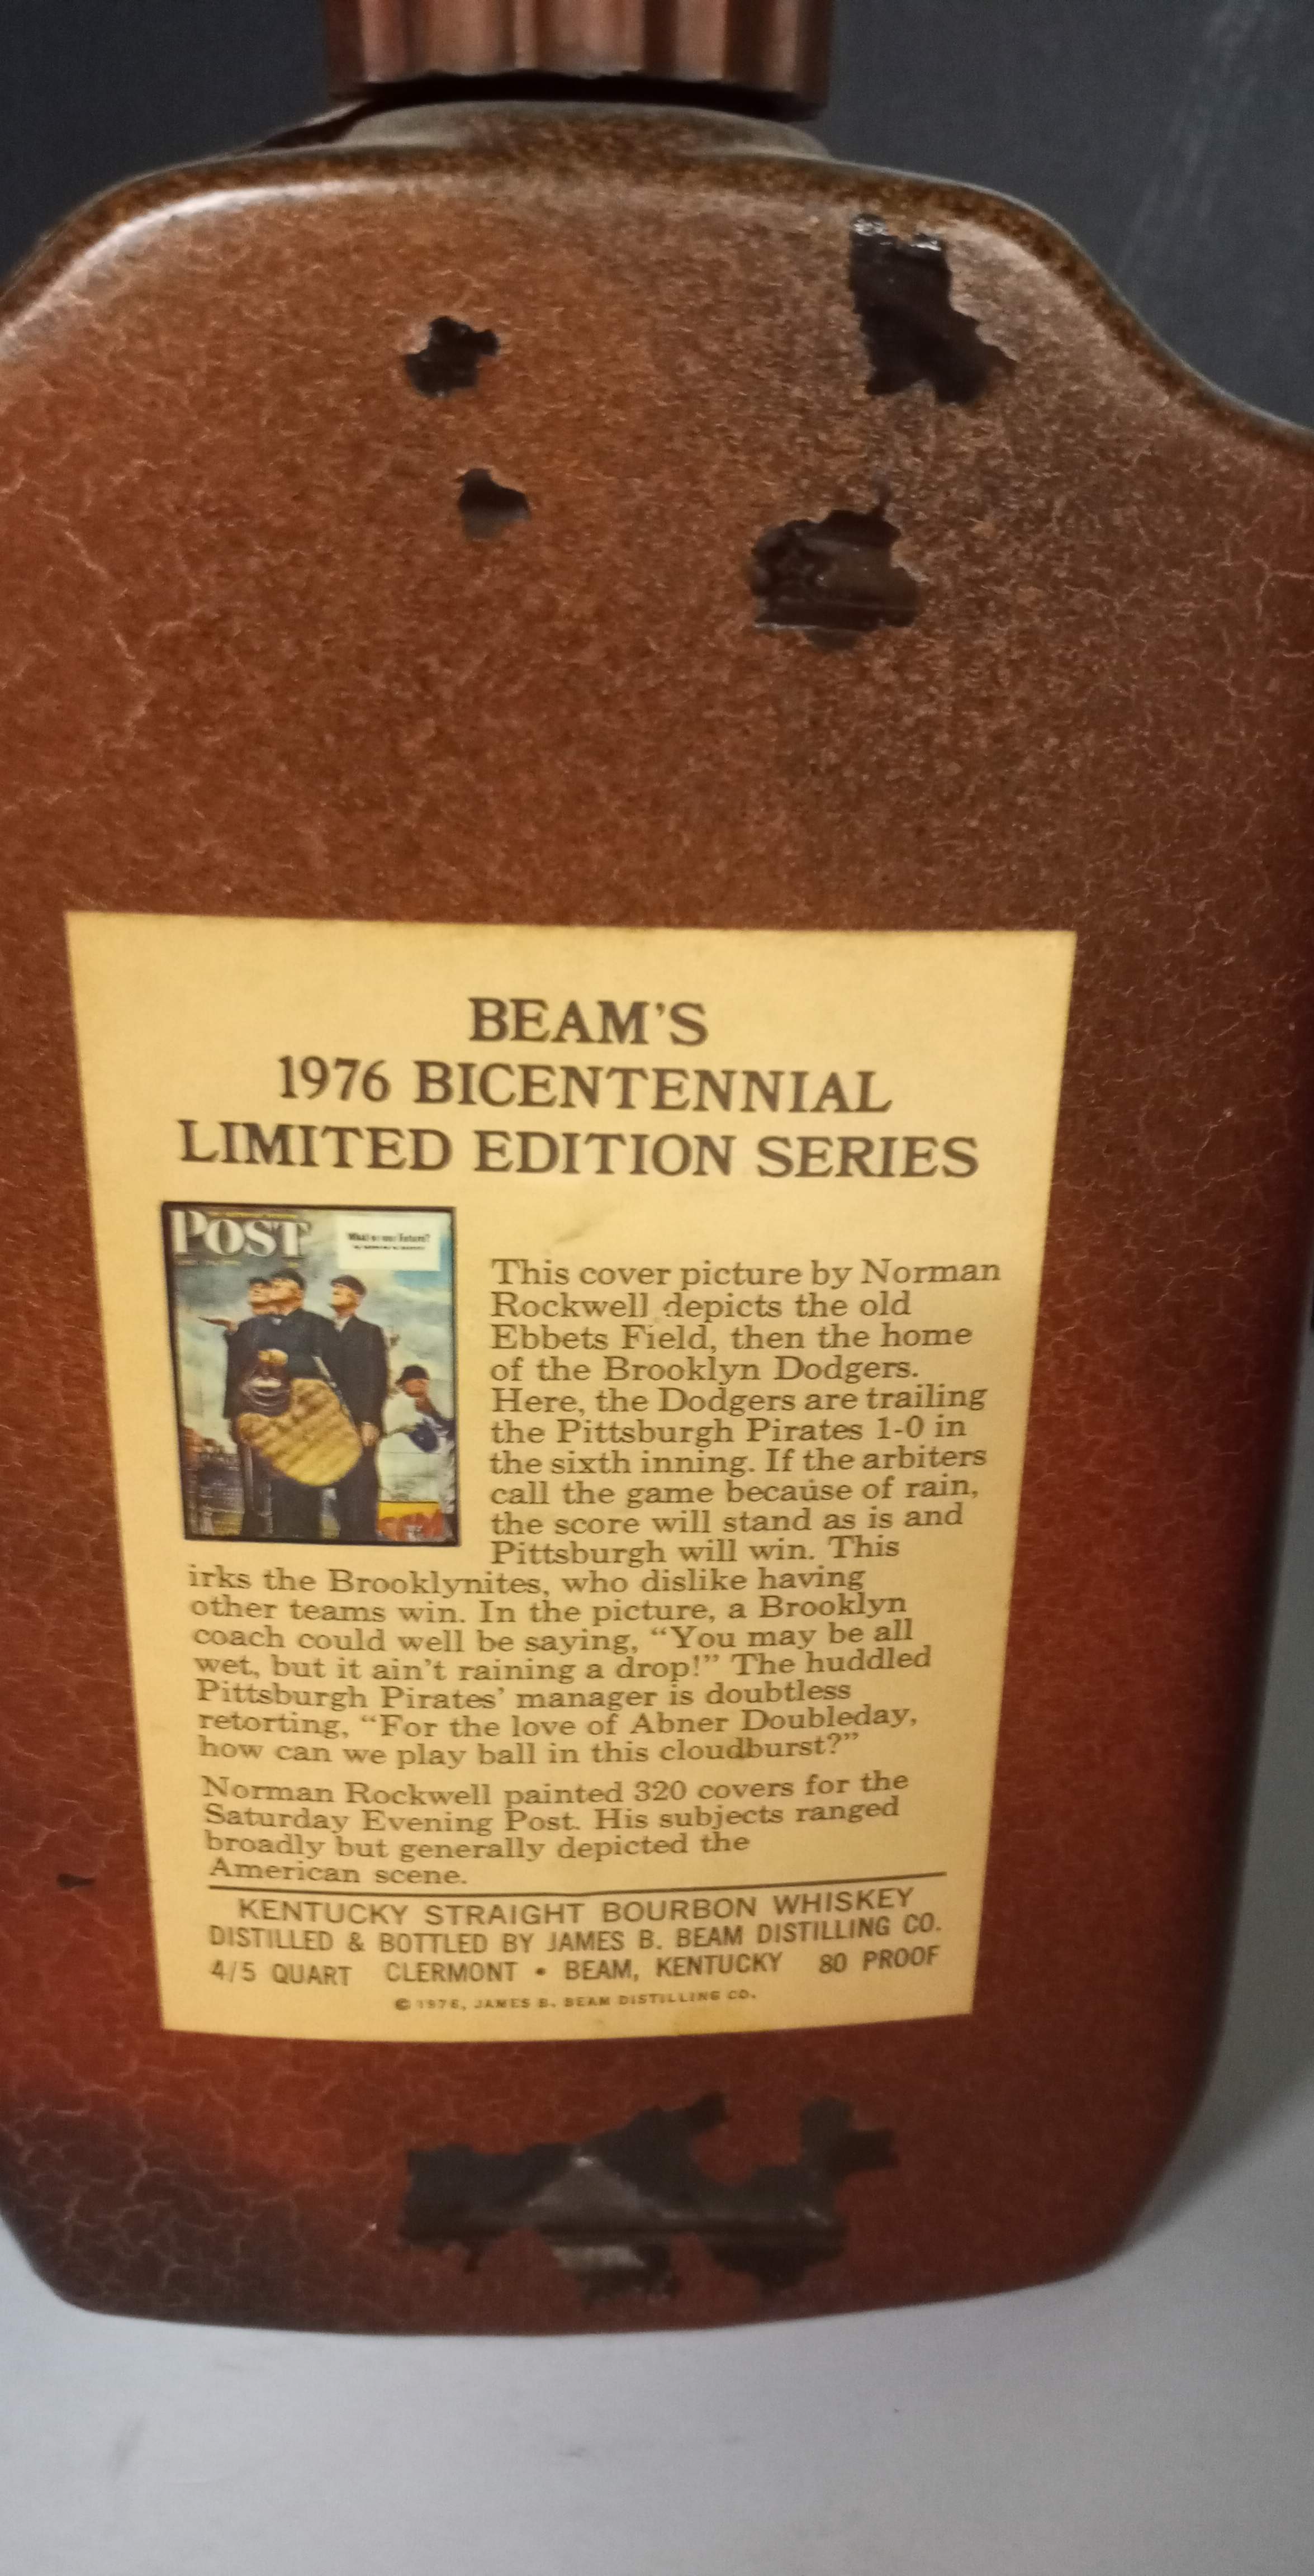 BEAM'S
1976 BICENTENNIAL
LIMITED EDITION SERIES
POST
This cover picture by Norman
Rockwell depicts the old
Ebbets Field, then the home
of the Brooklyn Dodgers.
Here, the Dodgers are trailing
the Pittsburgh Pirates 1-0 in
the sixth inning. If the arbiters
call the game because of rain,
the score will stand as is and
Pittsburgh will win. This
irks the Brooklynites, who dislike having
other teams win. In the picture, a Brooklyn
coach could well be saying, “You may be all
wet, but it ain't raining a drop!” The huddled
Pittsburgh Pirates' manager is doubtless
retorting, “For the love of Abner Doubleday,
how can we play ball in this cloudburst?”
Norman Rockwell painted 320 covers for the
Saturday Evening Post. His subjects ranged
broadly but generally depicted the
American scene.
KENTUCKY STRAIGHT BOURBON WHISKEY
DISTILLED & BOTTLED BY JAMES B. BEAM DISTILLING CO.
4/5 QUART CLERMONT • BEAM, KENTUCKY 80 PROOF
© 1976, JAMES B. BEAM DISTILLING CO.